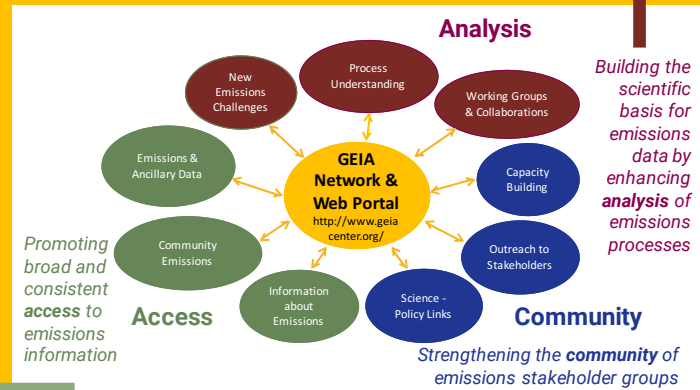 Analysis
Process
Understanding
New
Emissions
Challenges
Working Groups
& Collaborations
Building the
scientific
basis for
emissions
data by
enhancing
analysis of
emissions
processes
Emissions &
Ancillary Data
GEIA
Network &
Web Portal
http://www.geia
center.org/
Capacity
Building
Community
Emissions
Outreach to
Stakeholders
Promoting
broad and
consistent
access to
emissions
information
Information
about
Emissions
Science -
Policy Links
Access
Community
Strengthening the community of
emissions stakeholder groups